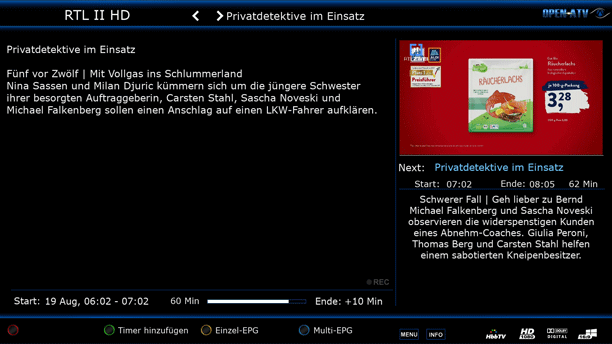 RTL II HD
Privatdetektive im Einsatz
OPEN-ATV
Privatdetektive im Einsatz
Fünf vor Zwölf | Mit Vollgas ins Schlummerland
Nina Sassen und Milan Djuric kümmern sich um die jüngere Schwester
ihrer besorgten Auftraggeberin, Carsten Stahl, Sascha Noveski und
Michael Falkenberg sollen einen Anschlag auf einen LKW-Fahrer aufklären.
RÄUCHERLACHS
Räucherlachs
je 100-g-Packung
3,28
Next: Privatdetektive im Einsatz
Start: 07:02 Ende: 08:05 62 Min
Schwerer Fall | Geh lieber zu Bernd
Michael Falkenberg und Sascha Noveski
observieren die widerspenstigen Kunden
eines Abnehm-Coaches. Giulia Peroni,
Thomas Berg und Carsten Stahl helfen
einem sabotierten Kneipenbesitzer.
REC
Start: 19 Aug, 06:02 - 07:02 60 Min Ende: +10 Min
Timer hinzufügen Einzel-EPG Multi-EPG MENU INFO HbbTV HD DOLBY DIGITAL